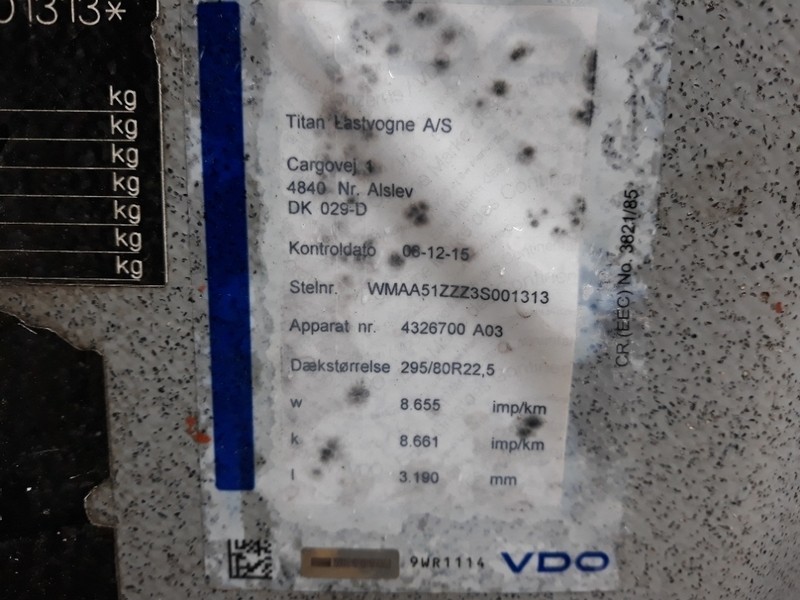 01313*
kg
kg
kg
kg
kg
kg
kg
Titan Lastvogne A/S
Cargovej 1
4840 Nr. Alslev
DK 029-D
Kontroldato 08-12-15
Stelnr. WMAA51ZZZ3S001313
Apparat nr. 4326700 A03
Dækstørrelse 295/80R22,5
w 8.655 imp/km
k 8.661 imp/km
l 3.190 mm
CR (EEC) No. 3821/85
9WR1114 VDO